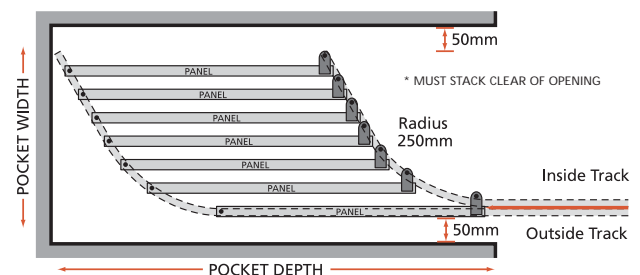 50mm
PANEL
* MUST STACK CLEAR OF OPENING
PANEL
PANEL
Radius
250mm
PANEL
PANEL
POCKET WIDTH
Inside Track
PANEL
PANEL
50mm
Outside Track
POCKET DEPTH